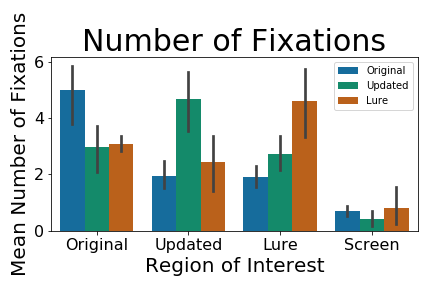 Number of Fixations
Mean Number of Fixations
6
4
2
0
Original
Updated
Lure
Original Updated Lure Screen
Region of Interest